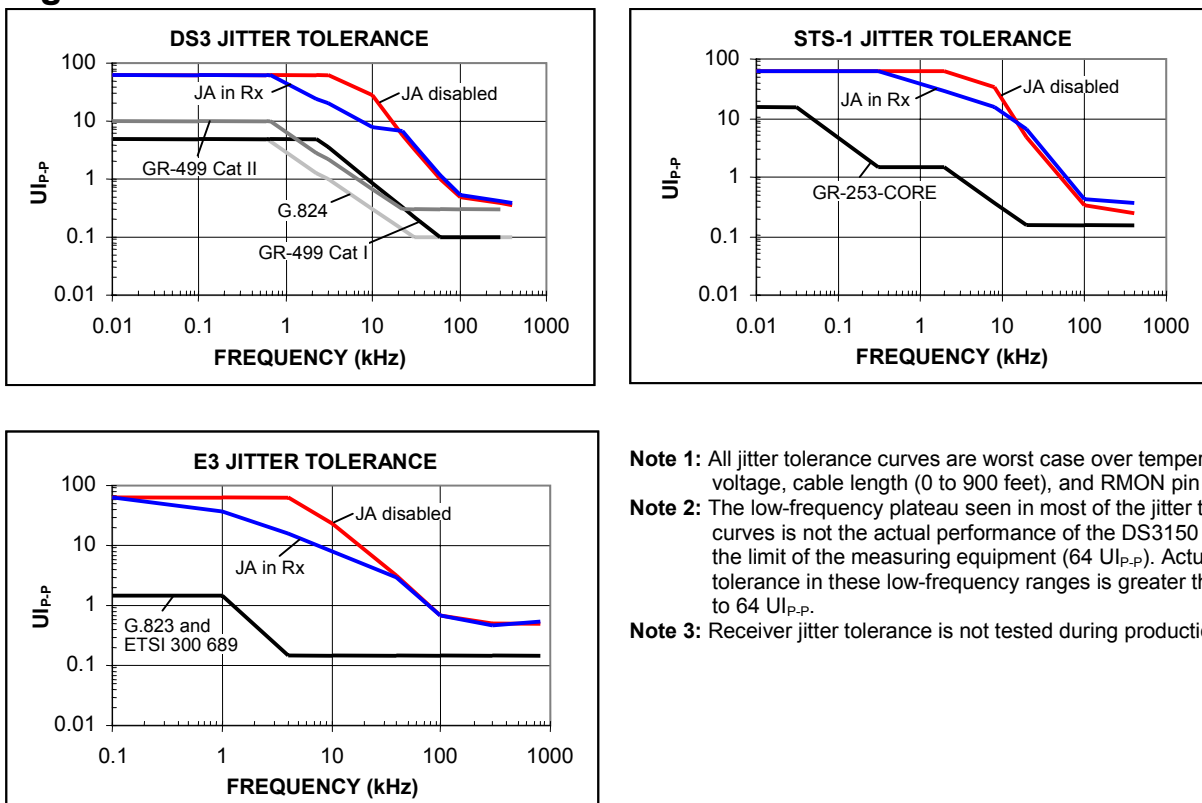 DS3 JITTER TOLERANCE
100
10
1
0.1
0.01
UIP-P
JA in Rx
JA disabled
GR-499 Cat II
G.824
GR-499 Cat I
0.01 0.1 1 10 100 1000
FREQUENCY (kHz)
STS-1 JITTER TOLERANCE
100
10
1
0.1
0.01
UIP-P
JA in Rx
JA disabled
GR-253-CORE
0.01 0.1 1 10 100 1000
FREQUENCY (kHz)
E3 JITTER TOLERANCE
100
10
1
0.1
0.01
UIP-P
JA disabled
JA in Rx
G.823 and
ETSI 300 689
0.1 1 10 100 1000
FREQUENCY (kHz)
Note 1: All jitter tolerance curves are worst case over temper
voltage, cable length (0 to 900 feet), and RMON pin
Note 2: The low-frequency plateau seen in most of the jitter t
curves is not the actual performance of the DS3150
the limit of the measuring equipment (64 UIP-P). Actu
tolerance in these low-frequency ranges is greater th
to 64 UIP-P.
Note 3: Receiver jitter tolerance is not tested during producti